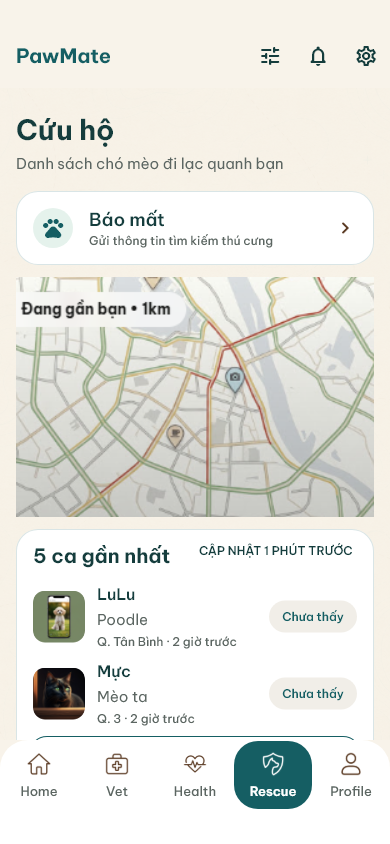 PawMate
Cứu hộ
Danh sách chó mèo đi lạc quanh bạn
Báo mất
Gửi thông tin tìm kiếm thú cưng
Đang gần bạn • 1km
5 ca gần nhất
CẬP NHẬT 1 PHÚT TRƯỚC
LuLu
Poodle
Q. Tân Bình · 2 giờ trước
Chưa thấy
Mực
Mèo ta
Q. 3 · 2 giờ trước
Chưa thấy
Home
Vet
Health
Rescue
Profile